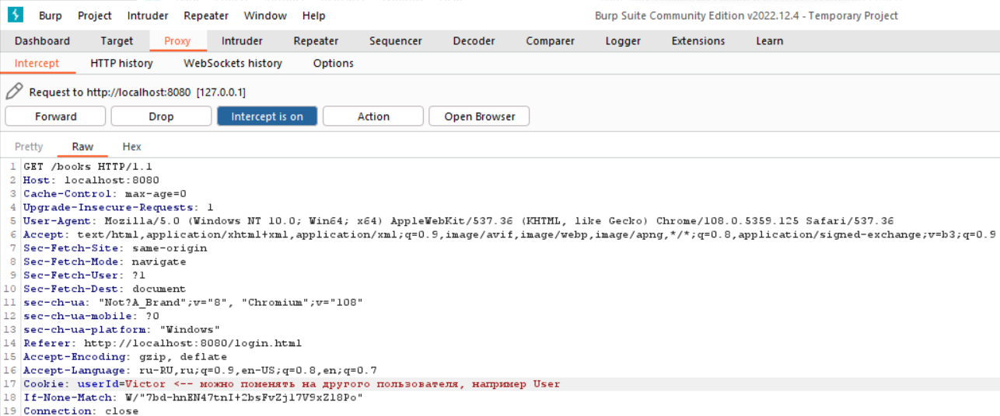 Burp Project Intruder Repeater Window Help Burp Suite Community Edition v2022.12.4 - Temporary Project
Dashboard Target Proxy Intruder Repeater Sequencer Decoder Comparer Logger Extensions Learn
Intercept HTTP history WebSockets history Options
Request to http://localhost:8080 [127.0.0.1]
Forward Drop Intercept is on Action Open Browser
Pretty Raw Hex
1 GET /books HTTP/1.1
2 Host: localhost:8080
3 Cache-Control: max-age=0
4 Upgrade-Insecure-Requests: 1
5 User-Agent: Mozilla/5.0 (Windows NT 10.0; Win64; x64) AppleWebKit/537.36 (KHTML, like Gecko) Chrome/108.0.5359.125 Safari/537.36
6 Accept: text/html,application/xhtml+xml,application/xml;q=0.9,image/avif,image/webp,image/apng,*/*;q=0.8,application/signed-exchange;v=b3;q=0.9
7 Sec-Fetch-Site: same-origin
8 Sec-Fetch-Mode: navigate
9 Sec-Fetch-User: ?1
10 Sec-Fetch-Dest: document
11 sec-ch-ua: "Not?A_Brand";v="8", "Chromium";v="108"
12 sec-ch-ua-mobile: ?0
13 sec-ch-ua-platform: "Windows"
14 Referer: http://localhost:8080/login.html
15 Accept-Encoding: gzip, deflate
16 Accept-Language: ru-RU,ru;q=0.9,en-US;q=0.8,en;q=0.7
17 Cookie: userId=Victor <-- можно поменять на другого пользователя, например User
18 If-None-Match: W/"7bd-hnEN47tnI+2bsFvZjl7V9xZl8Po"
19 Connection: close